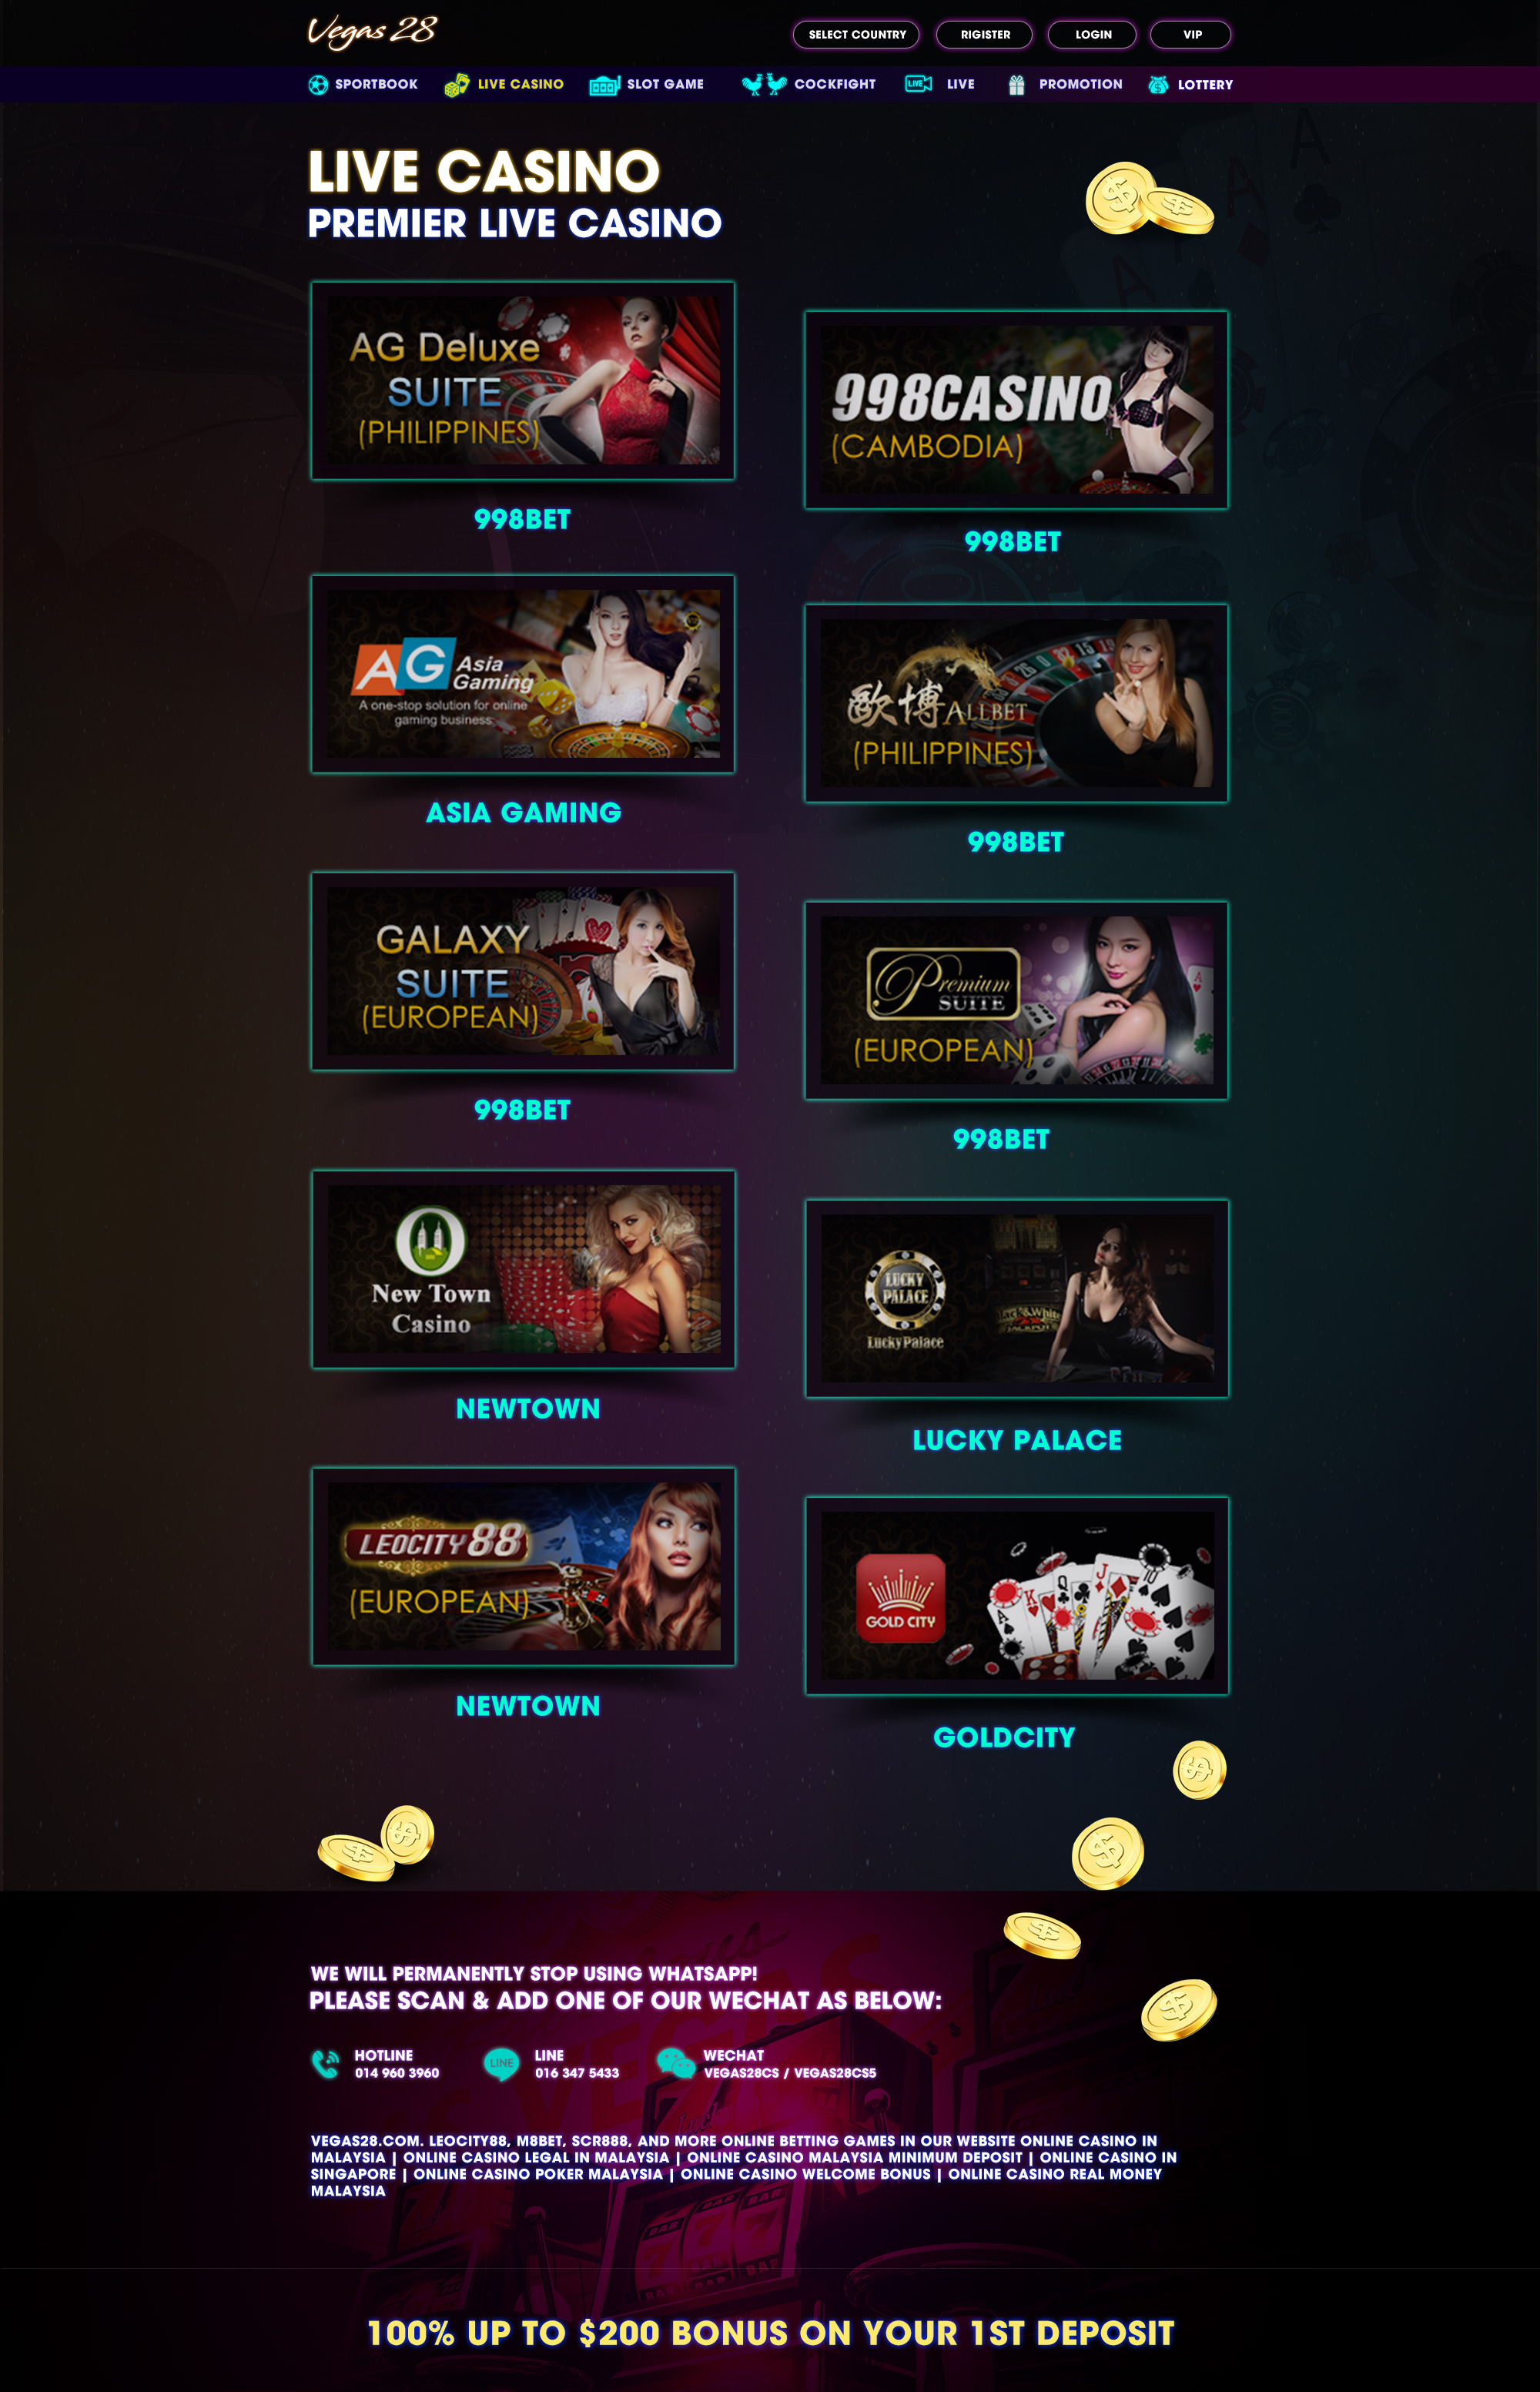 Vegas 28
SELECT COUNTRY
RIGISTER
LOGIN
VIP
SPORTBOOK
LIVE CASINO
SLOT GAME
COCKFIGHT
LIVE
LIVE
PROMOTION
LOTTERY
LIVE CASINO
PREMIER LIVE CASINO
AG Deluxe
SUITE
(PHILIPPINES)
998BET
998CASINO
(CAMBODIA)
998BET
AG Asia
Gaming
A one-stop solution for online
gaming business
ASIA GAMING
歐博 ALLBET
(PHILIPPINES)
998BET
GALAXY
SUITE
(EUROPEAN)
998BET
Premium
SUITE
(EUROPEAN)
998BET
New Town
Casino
NEWTOWN
LUCKY
PALACE
Lucky Palace
LUCKY PALACE
LEOCITY88
(EUROPEAN)
NEWTOWN
GOLD CITY
GOLDCITY
WE WILL PERMANENTLY STOP USING WHATSAPP!
PLEASE SCAN & ADD ONE OF OUR WECHAT AS BELOW:
HOTLINE
014 960 3960
LINE
LINE
016 347 5433
WECHAT
VEGAS28CS / VEGAS28CS5
VEGAS28.COM. LEOCITY88, M8BET, SCR888, AND MORE ONLINE BETTING GAMES IN OUR WEBSITE ONLINE CASINO IN
MALAYSIA | ONLINE CASINO LEGAL IN MALAYSIA | ONLINE CASINO MALAYSIA MINIMUM DEPOSIT | ONLINE CASINO IN
SINGAPORE | ONLINE CASINO POKER MALAYSIA | ONLINE CASINO WELCOME BONUS | ONLINE CASINO REAL MONEY
MALAYSIA
100% UP TO $200 BONUS ON YOUR 1ST DEPOSIT